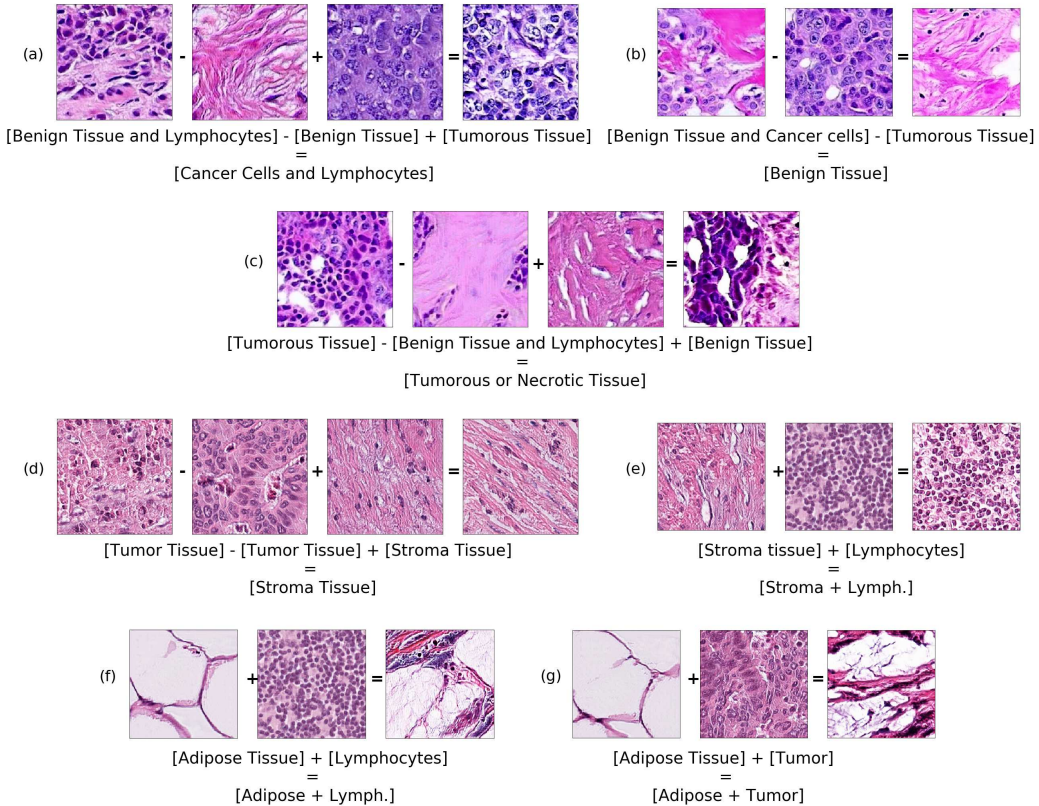 (a) - + =
[Benign Tissue and Lymphocytes] - [Benign Tissue] + [Tumorous Tissue]
=
[Cancer Cells and Lymphocytes]
(b) - =
[Benign Tissue and Cancer cells] - [Tumorous Tissue]
=
[Benign Tissue]
(c) - + =
[Tumorous Tissue] - [Benign Tissue and Lymphocytes] + [Benign Tissue]
=
[Tumorous or Necrotic Tissue]
(d) - + =
[Tumor Tissue] - [Tumor Tissue] + [Stroma Tissue]
=
[Stroma Tissue]
(e) + =
[Stroma tissue] + [Lymphocytes]
=
[Stroma + Lymph.]
(f) + =
[Adipose Tissue] + [Lymphocytes]
=
[Adipose + Lymph.]
(g) + =
[Adipose Tissue] + [Tumor]
=
[Adipose + Tumor]